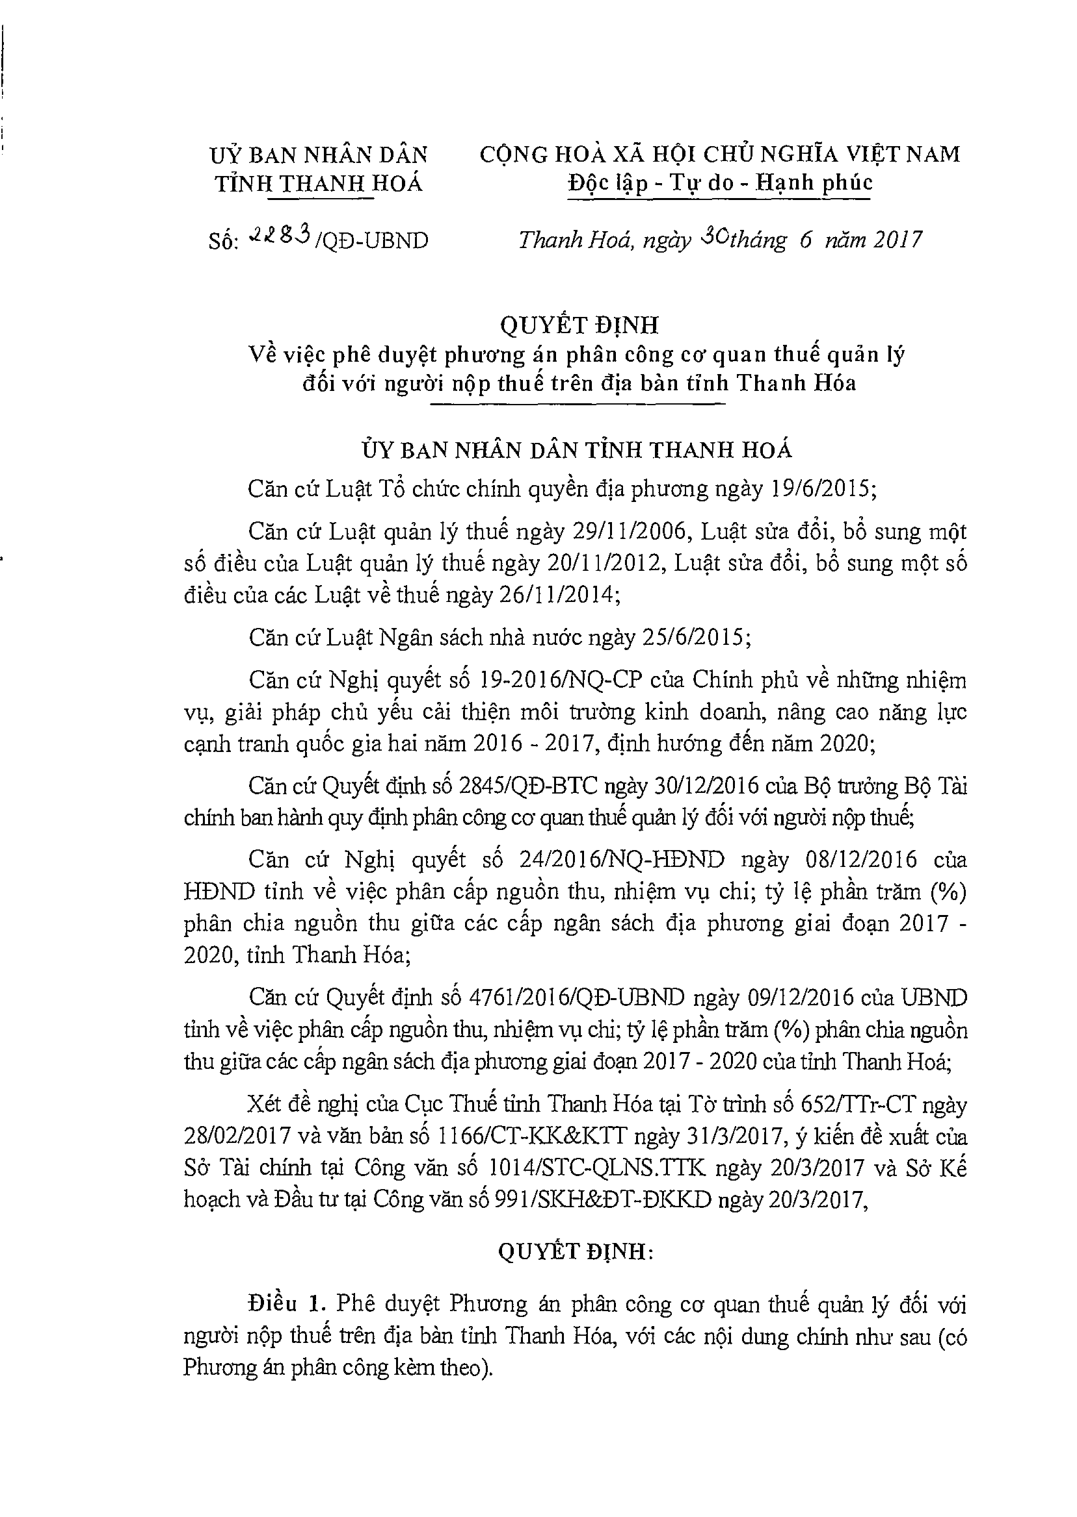 UỶ BAN NHÂN DÂN
TỈNH THANH HOÁ
CỘNG HOÀ XÃ HỘI CHỦ NGHĨA VIỆT NAM
Độc lập - Tự do - Hạnh phúc
Số: 2283/QĐ-UBND
Thanh Hoá, ngày 30 tháng 6 năm 2017
QUYẾT ĐỊNH
Về việc phê duyệt phương án phân công cơ quan thuế quản lý
đối với người nộp thuế trên địa bàn tỉnh Thanh Hóa
ỦY BAN NHÂN DÂN TỈNH THANH HOÁ
Căn cứ Luật Tổ chức chính quyền địa phương ngày 19/6/2015;
Căn cứ Luật quản lý thuế ngày 29/11/2006, Luật sửa đổi, bổ sung một
số điều của Luật quản lý thuế ngày 20/11/2012, Luật sửa đổi, bổ sung một số
điều của các Luật về thuế ngày 26/11/2014;
Căn cứ Luật Ngân sách nhà nước ngày 25/6/2015;
Căn cứ Nghị quyết số 19-2016/NQ-CP của Chính phủ về những nhiệm
vụ, giải pháp chủ yếu cải thiện môi trường kinh doanh, nâng cao năng lực
cạnh tranh quốc gia hai năm 2016 - 2017, định hướng đến năm 2020;
Căn cứ Quyết định số 2845/QĐ-BTC ngày 30/12/2016 của Bộ trưởng Bộ Tài
chính ban hành quy định phân công cơ quan thuế quản lý đối với người nộp thuế;
Căn cứ Nghị quyết số 24/2016/NQ-HĐND ngày 08/12/2016 của
HĐND tỉnh về việc phân cấp nguồn thu, nhiệm vụ chi; tỷ lệ phần trăm (%)
phân chia nguồn thu giữa các cấp ngân sách địa phương giai đoạn 2017 -
2020, tỉnh Thanh Hóa;
Căn cứ Quyết định số 4761/2016/QĐ-UBND ngày 09/12/2016 của UBND
tỉnh về việc phân cấp nguồn thu, nhiệm vụ chi; tỷ lệ phần trăm (%) phân chia nguồn
thu giữa các cấp ngân sách địa phương giai đoạn 2017 - 2020 của tỉnh Thanh Hoá;
Xét đề nghị của Cục Thuế tỉnh Thanh Hóa tại Tờ trình số 652/TTr-CT ngày
28/02/2017 và văn bản số 1166/CT-KK&KTT ngày 31/3/2017, ý kiến đề xuất của
Sở Tài chính tại Công văn số 1014/STC-QLNS.TTK ngày 20/3/2017 và Sở Kế
hoạch và Đầu tư tại Công văn số 991/SKH&ĐT-ĐKKD ngày 20/3/2017,
QUYẾT ĐỊNH:
Điều 1. Phê duyệt Phương án phân công cơ quan thuế quản lý đối với
người nộp thuế trên địa bàn tỉnh Thanh Hóa, với các nội dung chính như sau (có
Phương án phân công kèm theo).